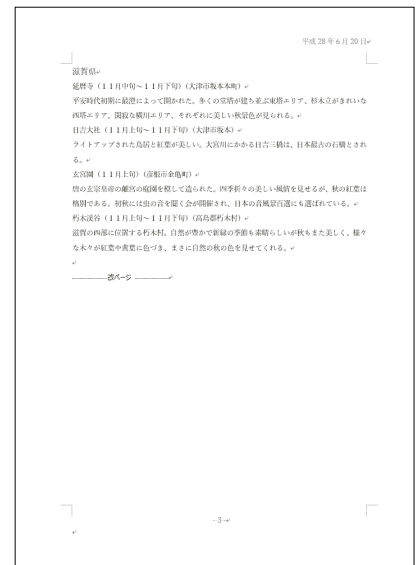 平成 28 年 6 月 20 日
滋賀県
延暦寺（１１月中旬～１１月下旬）（大津市坂本本町）
平安時代初期に最澄によって開かれた。多くの堂塔が建ち並ぶ東塔エリア、杉木立がきれいな
西塔エリア、閑寂な横川エリア、それぞれに美しい秋景色が見られる。
日吉大社（１１月上旬～１１月下旬）（大津市坂本）
ライトアップされた鳥居と紅葉が美しい。大宮川にかかる日吉三橋は、日本最古の石橋とされ
る。
玄宮園（１１月上旬）（彦根市金亀町）
唐の玄宗皇帝の離宮の庭園を模して造られた。四季折々の美しい風情を見せるが、秋の紅葉は
格別である。初秋には虫の音を聞く会が開催され、日本の音風景百選にも選ばれている。
朽木渓谷（１１月上旬～１１月下旬）（高島郡朽木村）
滋賀の西部に位置する朽木村。自然が豊かで新緑の季節も素晴らしいが秋もまた美しく、様々
な木々が紅葉や黄葉に色づき、まさに自然の秋の色を見せてくれる。
改ページ
- 3 -